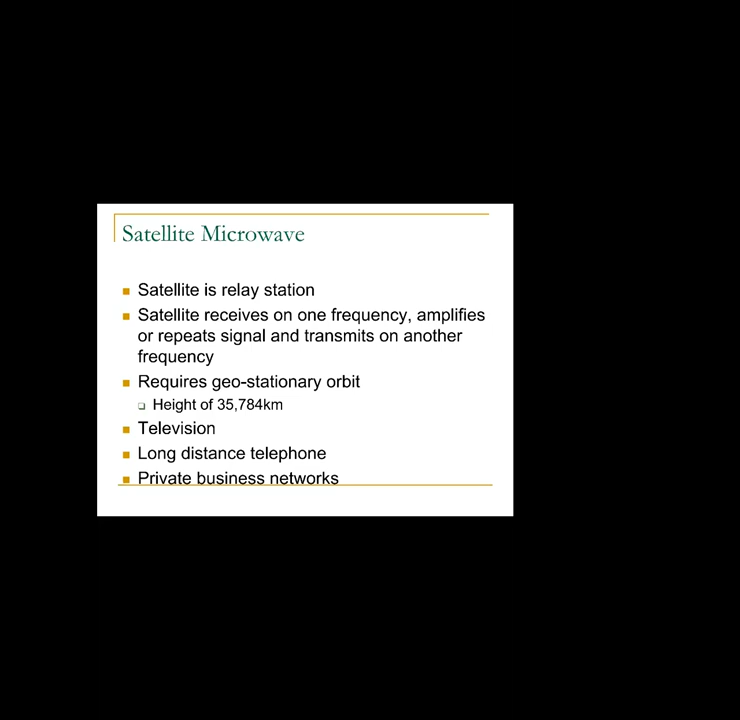 Satellite Microwave
Satellite is relay station
Satellite receives on one frequency, amplifies
or repeats signal and transmits on another
frequency
Requires geo-stationary orbit
Height of 35,784km
Television
Long distance telephone
Private business networks